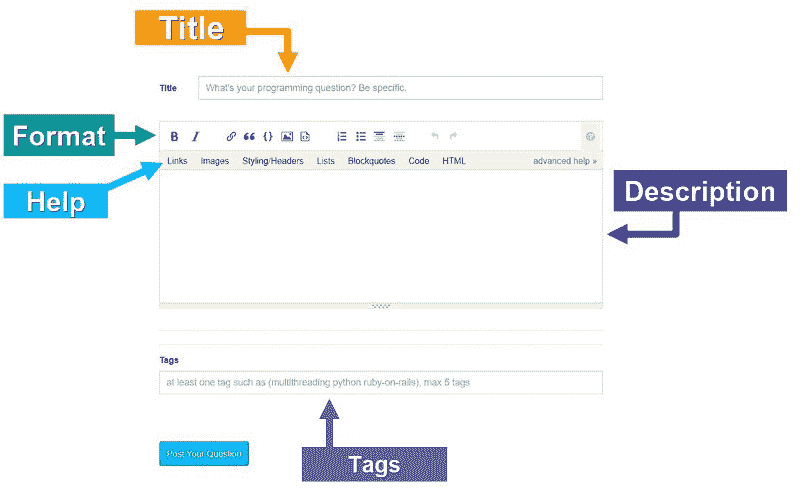 Title
Title What's your programming question? Be specific.
Format
B I
Links Images Styling/Headers Lists Blockquotes Code HTML advanced help »
Help
Description
Tags
at least one tag such as (multithreading python ruby-on-rails), max 5 tags
Post Your Question
Tags